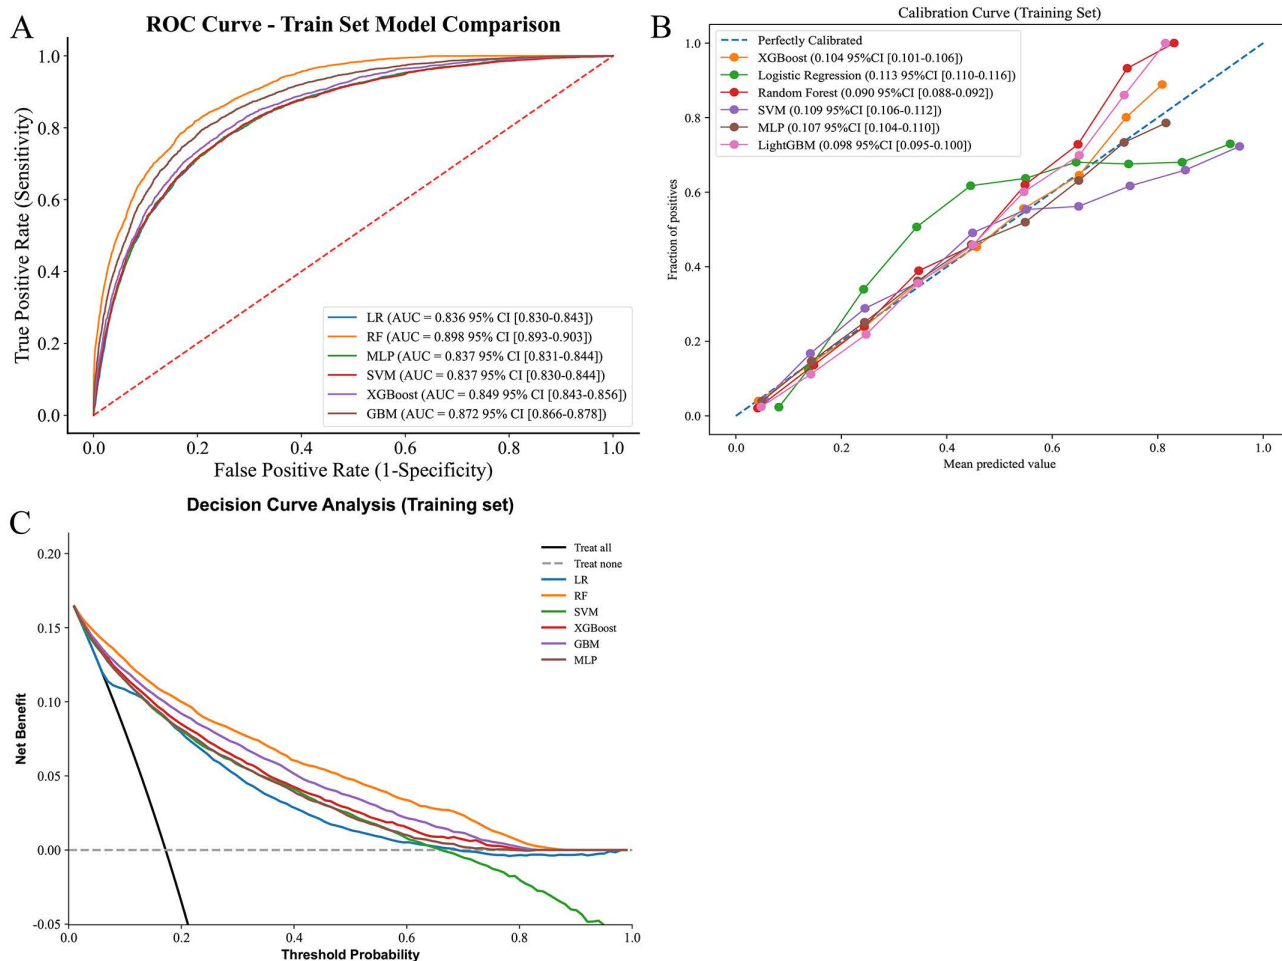 A
ROC Curve - Train Set Model Comparison
True Positive Rate (Sensitivity)
1.0
0.8
0.6
0.4
0.2
0.0
LR (AUC = 0.836 95% CI [0.830-0.843])
RF (AUC = 0.898 95% CI [0.893-0.903])
MLP (AUC = 0.837 95% CI [0.831-0.844])
SVM (AUC = 0.837 95% CI [0.830-0.844])
XGBoost (AUC = 0.849 95% CI [0.843-0.856])
GBM (AUC = 0.872 95% CI [0.866-0.878])
0.0 0.2 0.4 0.6 0.8 1.0
False Positive Rate (1-Specificity)
B
Calibration Curve (Training Set)
Fraction of positives
1.0
0.8
0.6
0.4
0.2
0.0
Perfectly Calibrated
XGBoost (0.104 95%CI [0.101-0.106])
Logistic Regression (0.113 95%CI [0.110-0.116])
Random Forest (0.090 95%CI [0.088-0.092])
SVM (0.109 95%CI [0.106-0.112])
MLP (0.107 95%CI [0.104-0.110])
LightGBM (0.098 95%CI [0.095-0.100])
0.0 0.2 0.4 0.6 0.8 1.0
Mean predicted value
C
Decision Curve Analysis (Training set)
Net Benefit
0.20
0.15
0.10
0.05
0.00
-0.05
Treat all
Treat none
LR
RF
SVM
XGBoost
GBM
MLP
0.0 0.2 0.4 0.6 0.8 1.0
Threshold Probability